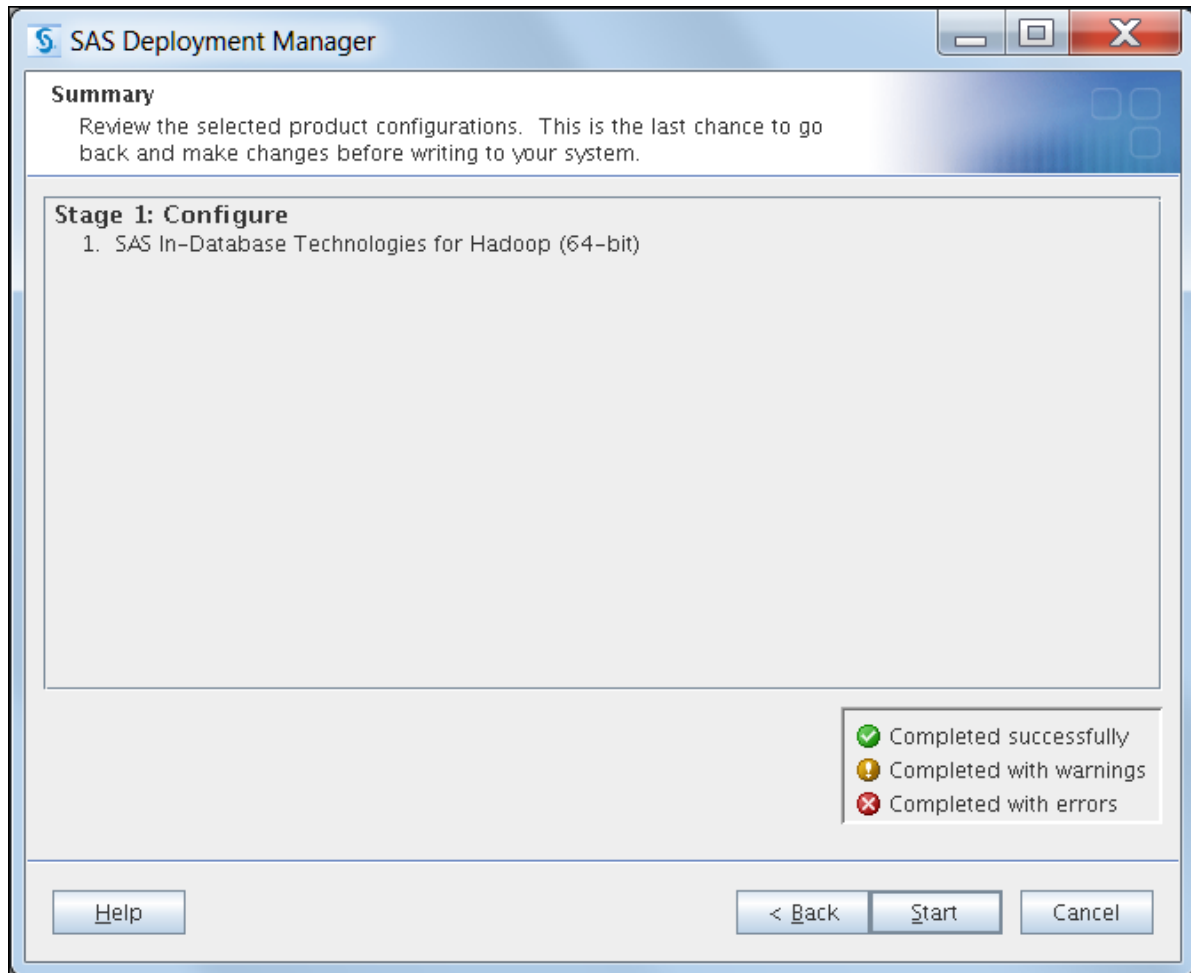 SAS Deployment Manager
Summary
Review the selected product configurations. This is the last chance to go
back and make changes before writing to your system.
Stage 1: Configure
1. SAS In-Database Technologies for Hadoop (64-bit)
Completed successfully
Completed with warnings
Completed with errors
Help
< Back
Start
Cancel